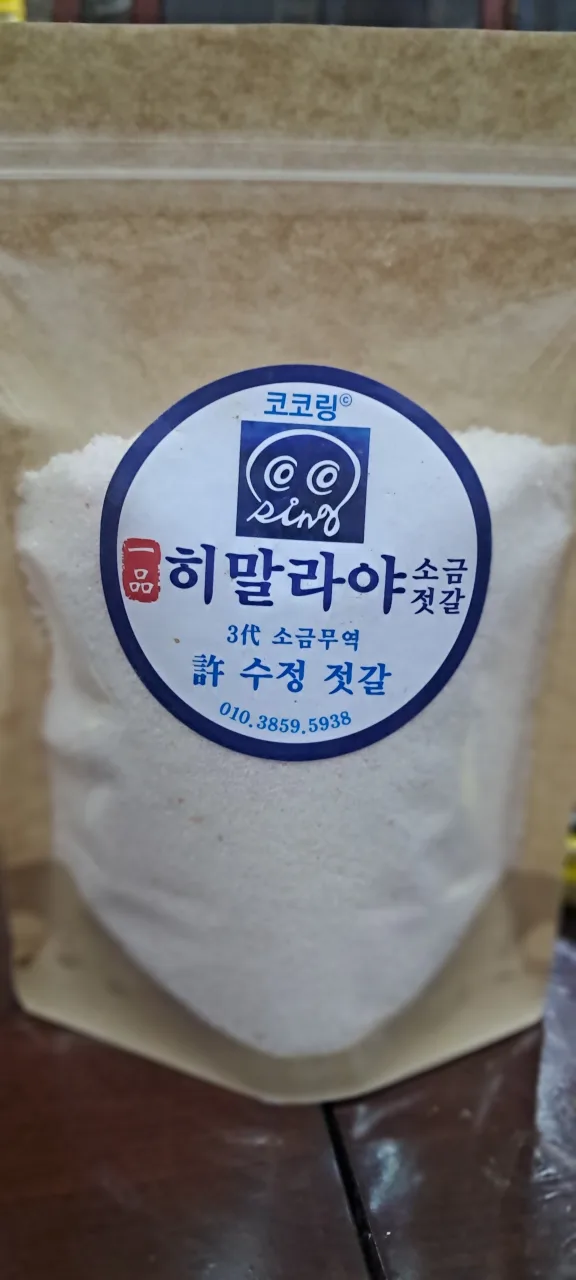 코코링©
sing
一品 히말라야 소금 젓갈
3代 소금무역
許 수정 젓갈
010.3859.5938